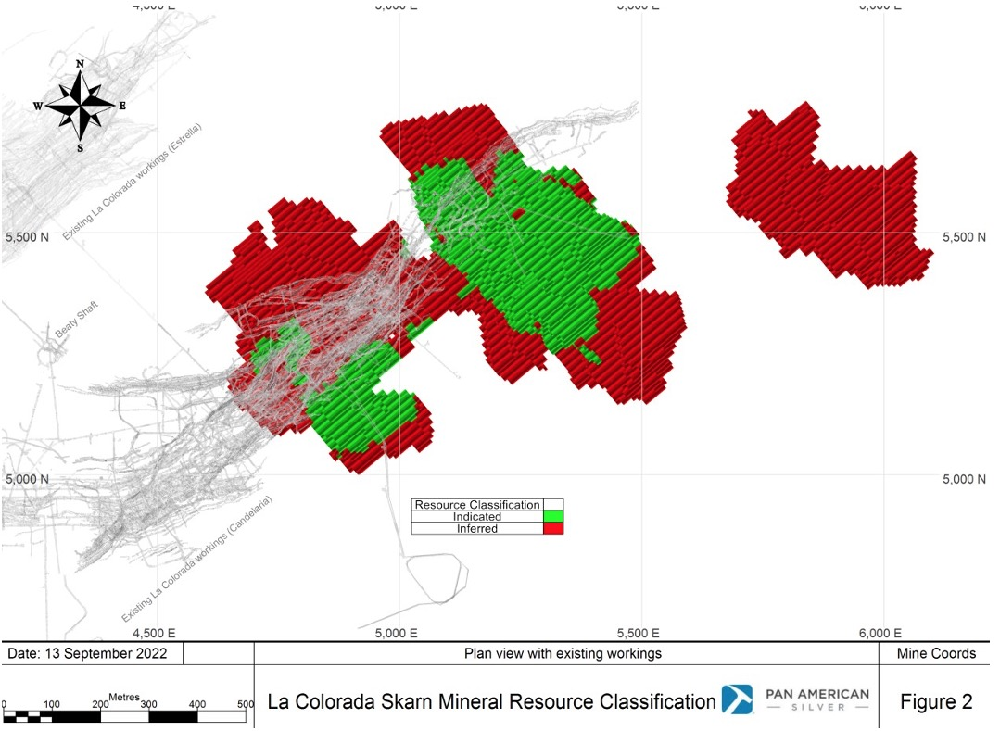 4,500 E 5,000 E 5,500 E 6,000 E
N
W E
S
Existing La Colorada workings (Estrella)
5,500 N 5,500 N
Beaty Shaft
5,000 N 5,000 N
Resource Classification
Indicated
Inferred
Existing La Colorada workings (Candelaria)
4,500 E 5,000 E 5,500 E 6,000 E
Date: 13 September 2022 Plan view with existing workings Mine Coords
Metres
0 100 200 300 400 500
La Colorada Skarn Mineral Resource Classification
PAN AMERICAN
SILVER
Figure 2